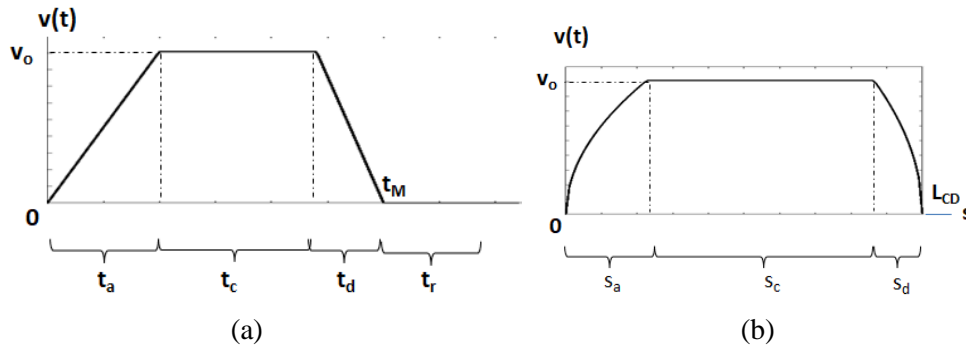 v(t)
v₀
t_M
0
t_a t_c t_d t_r
(a)
v(t)
v₀
L_CD
s
0
s_a s_c s_d
(b)